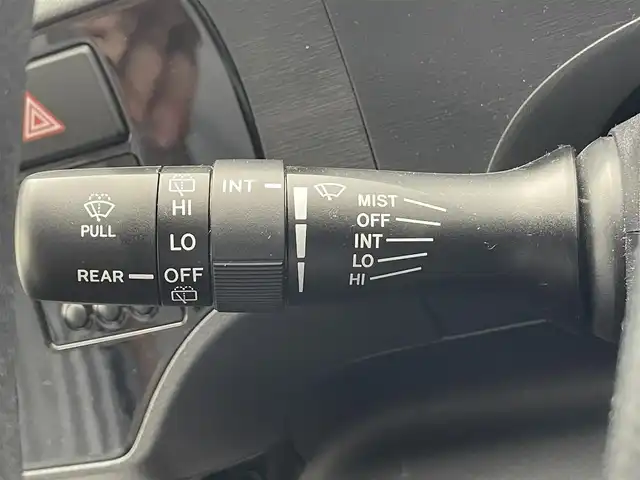 PULL
REAR
HI
LO
OFF
INT
MIST
OFF
INT
LO
HI